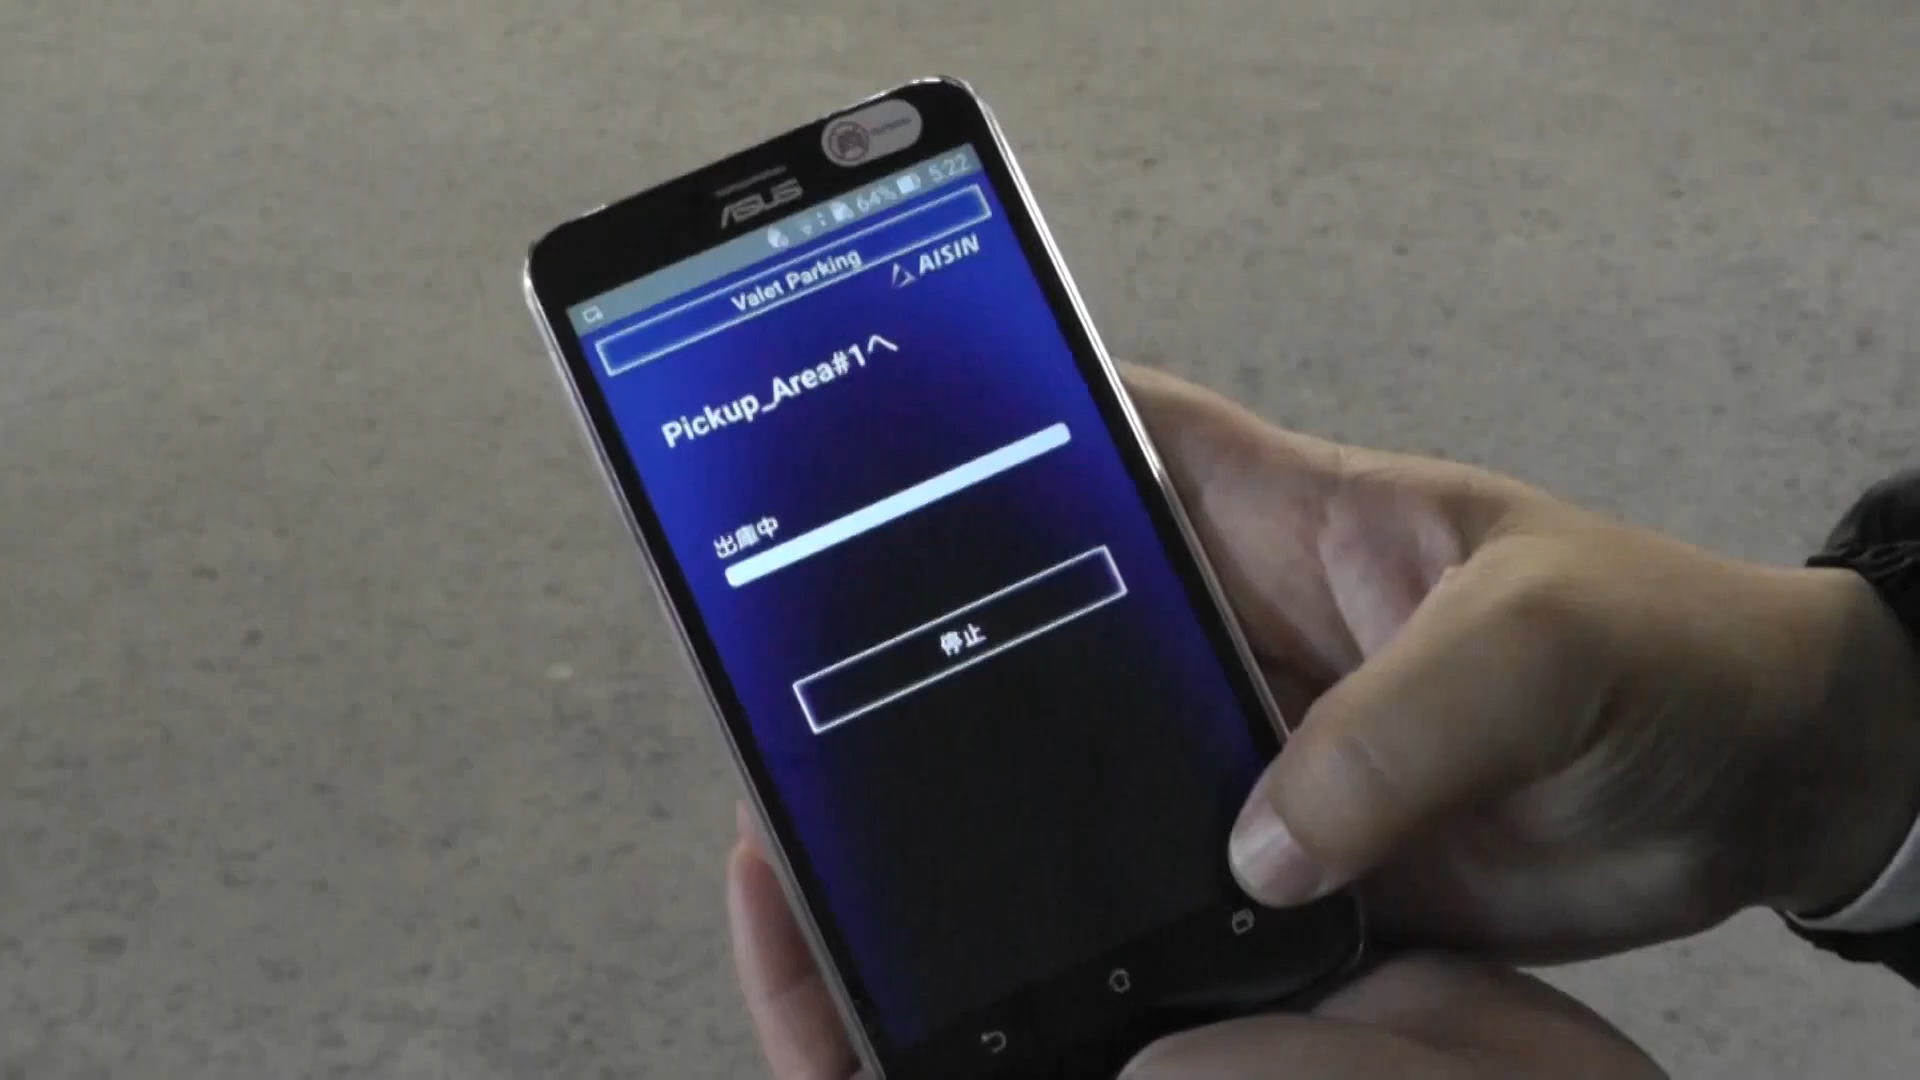 ASUS
64% 5:22
Valet Parking
AISIN
Pickup_Area#1へ
出庫中
停止